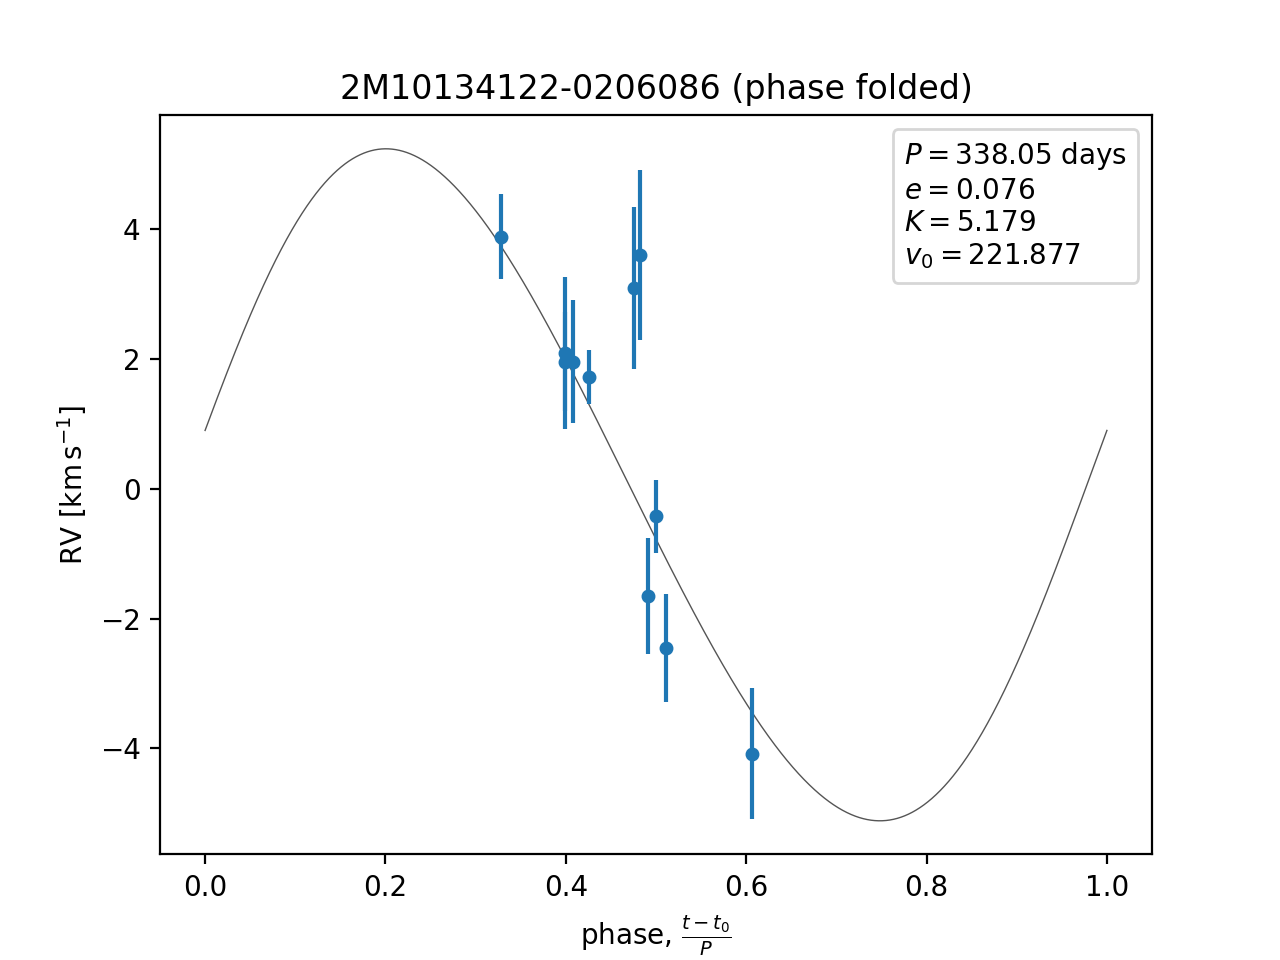 2M10134122-0206086 (phase folded)
P = 338.05 days
e = 0.076
K = 5.179
v₀ = 221.877
4
2
0
−2
−4
RV [km s⁻¹]
0.0 0.2 0.4 0.6 0.8 1.0
phase, (t − t₀)/P